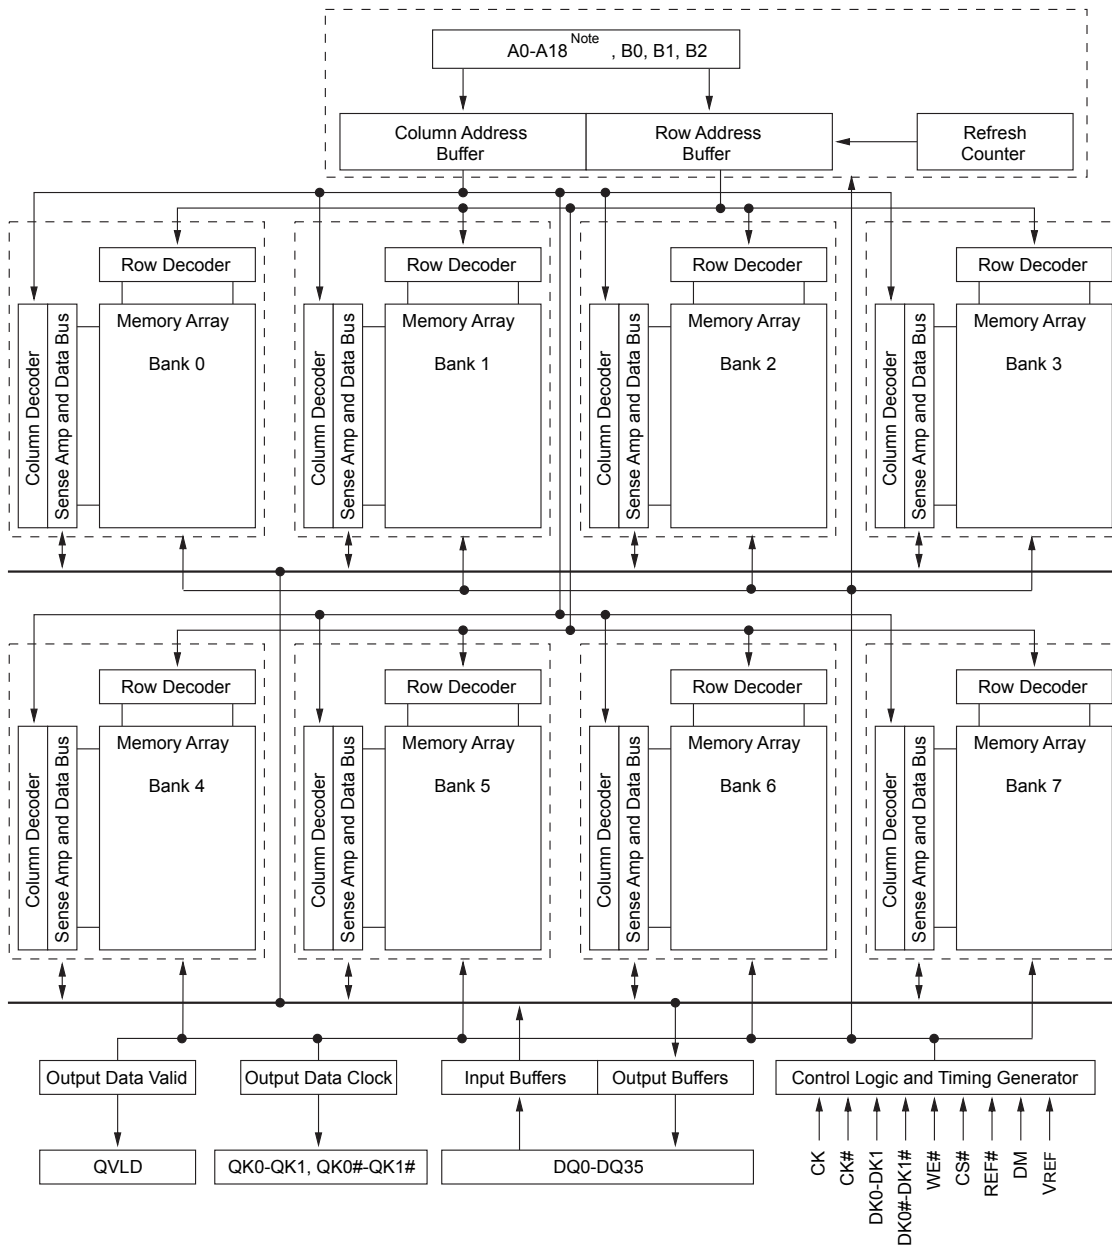 A0-A18 Note , B0, B1, B2
Column Address
Buffer
Row Address
Buffer
Refresh
Counter
Row Decoder
Column Decoder
Sense Amp and Data Bus
Memory Array
Bank 0
Row Decoder
Column Decoder
Sense Amp and Data Bus
Memory Array
Bank 1
Row Decoder
Column Decoder
Sense Amp and Data Bus
Memory Array
Bank 2
Row Decoder
Column Decoder
Sense Amp and Data Bus
Memory Array
Bank 3
Row Decoder
Column Decoder
Sense Amp and Data Bus
Memory Array
Bank 4
Row Decoder
Column Decoder
Sense Amp and Data Bus
Memory Array
Bank 5
Row Decoder
Column Decoder
Sense Amp and Data Bus
Memory Array
Bank 6
Row Decoder
Column Decoder
Sense Amp and Data Bus
Memory Array
Bank 7
Output Data Valid
Output Data Clock
Input Buffers
Output Buffers
Control Logic and Timing Generator
QVLD
QK0-QK1, QK0#-QK1#
DQ0-DQ35
CK
CK#
DK0-DK1
DK0#-DK1#
WE#
CS#
REF#
DM
VREF